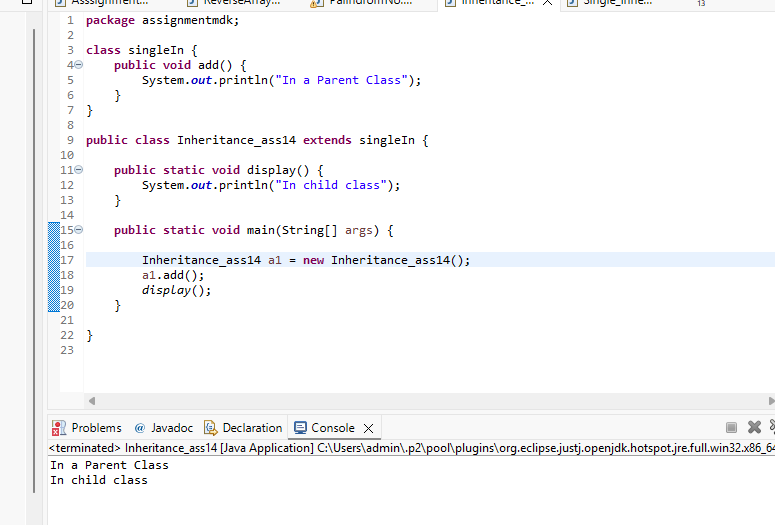 Asssignment... ReverseArray... PalindromNo.... Inheritance_... Single_Inhe... 13
1 package assignmentmdk;
2
3 class singleIn {
4 public void add() {
5 System.out.println("In a Parent Class");
6 }
7 }
8
9 public class Inheritance_ass14 extends singleIn {
10
11 public static void display() {
12 System.out.println("In child class");
13 }
14
15 public static void main(String[] args) {
16
17 Inheritance_ass14 a1 = new Inheritance_ass14();
18 a1.add();
19 display();
20 }
21
22 }
23
Problems @ Javadoc Declaration Console
<terminated> Inheritance_ass14 [Java Application] C:\Users\admin\.p2\pool\plugins\org.eclipse.justj.openjdk.hotspot.jre.full.win32.x86_64
In a Parent Class
In child class